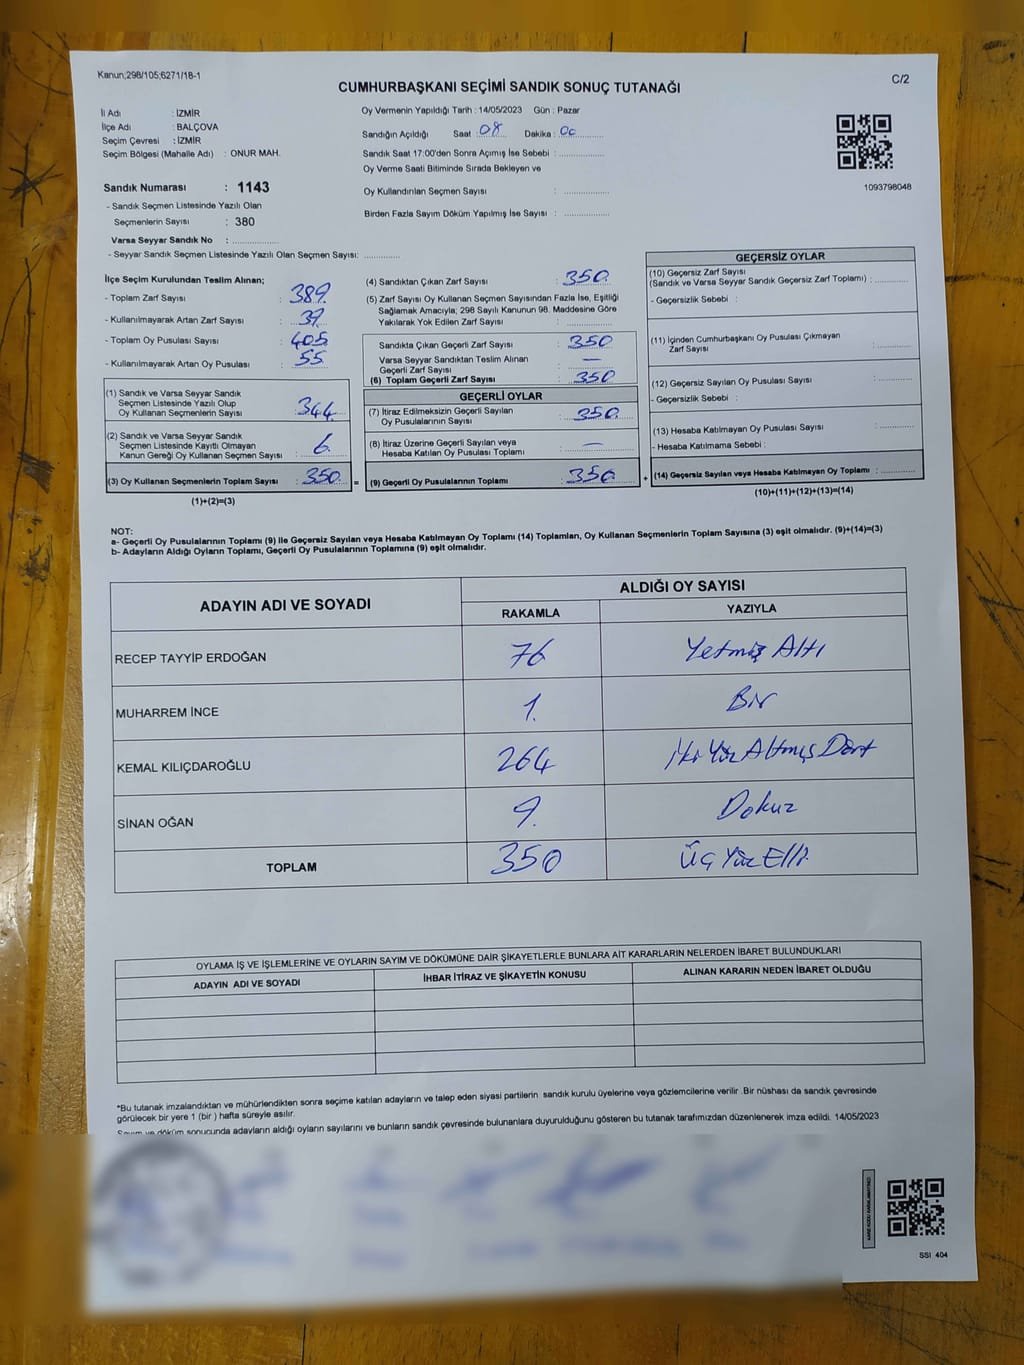 Kanun;298/105;6271/18-1
C/2
CUMHURBAŞKANI SEÇİMİ SANDIK SONUÇ TUTANAĞI
İl Adı : İZMİR
İlçe Adı : BALÇOVA
Seçim Çevresi : İZMİR
Seçim Bölgesi (Mahalle Adı) : ONUR MAH.
Sandık Numarası : 1143
- Sandık Seçmen Listesinde Yazılı Olan
Seçmenlerin Sayısı : 380
Varsa Seyyar Sandık No : ..............
- Seyyar Sandık Seçmen Listesinde Yazılı Olan Seçmen Sayısı: ..............
Oy Vermenin Yapıldığı Tarih : 14/05/2023 Gün : Pazar
Sandığın Açıldığı Saat : 08 Dakika : 00
Sandık Saat 17:00'den Sonra Açımış İse Sebebi : ..............
Oy Verme Saati Bitiminde Sırada Bekleyen ve
Oy Kullandırılan Seçmen Sayısı : ..............
Birden Fazla Sayım Döküm Yapılmış İse Sayısı : ..............
1093798048
İlçe Seçim Kurulundan Teslim Alınan;
- Toplam Zarf Sayısı : 389
- Kullanılmayarak Artan Zarf Sayısı : 39
- Toplam Oy Pusulası Sayısı : 405
- Kullanılmayarak Artan Oy Pusulası : 55
(1) Sandık ve Varsa Seyyar Sandık
Seçmen Listesinde Yazılı Olup
Oy Kullanan Seçmenlerin Sayısı : 344
(2) Sandık ve Varsa Seyyar Sandık
Seçmen Listesinde Kayıtlı Olmayan
Kanun Gereği Oy Kullanan Seçmen Sayısı : 6
(3) Oy Kullanan Seçmenlerin Toplam Sayısı : 350 =
(1)+(2)=(3)
(4) Sandıktan Çıkan Zarf Sayısı : 350
(5) Zarf Sayısı Oy Kullanan Seçmen Sayısından Fazla İse, Eşitliği
Sağlamak Amacıyla; 298 Sayılı Kanunun 98. Maddesine Göre
Yakılarak Yok Edilen Zarf Sayısı : ..............
Sandıkta Çıkan Geçerli Zarf Sayısı : 350
Varsa Seyyar Sandıktan Teslim Alınan
Geçerli Zarf Sayısı : —
(6) Toplam Geçerli Zarf Sayısı : 350
GEÇERLİ OYLAR
(7) İtiraz Edilmeksizin Geçerli Sayılan
Oy Pusulalarının Sayısı : 350
(8) İtiraz Üzerine Geçerli Sayılan veya
Hesaba Katılan Oy Pusulası Toplamı : —
(9) Geçerli Oy Pusulalarının Toplamı : 350 +
GEÇERSİZ OYLAR
(10) Geçersiz Zarf Sayısı
(Sandık ve Varsa Seyyar Sandık Geçersiz Zarf Toplamı) : ..............
- Geçersizlik Sebebi :
(11) İçinden Cumhurbaşkanı Oy Pusulası Çıkmayan
Zarf Sayısı : ..............
(12) Geçersiz Sayılan Oy Pusulası Sayısı : ..............
- Geçersizlik Sebebi :
(13) Hesaba Katılmayan Oy Pusulası Sayısı : ..............
- Hesaba Katılmama Sebebi :
(14) Geçersiz Sayılan veya Hesaba Katılmayan Oy Toplamı : ..............
(10)+(11)+(12)+(13)=(14)
NOT:
a- Geçerli Oy Pusulalarının Toplamı (9) ile Geçersiz Sayılan veya Hesaba Katılmayan Oy Toplamı (14) Toplamları, Oy Kullanan Seçmenlerin Toplam Sayısına (3) eşit olmalıdır. (9)+(14)=(3)
b- Adayların Aldığı Oyların Toplamı, Geçerli Oy Pusulalarının Toplamına (9) eşit olmalıdır.
ADAYIN ADI VE SOYADI ALDIĞI OY SAYISI
RAKAMLA YAZIYLA
RECEP TAYYİP ERDOĞAN 76 Yetmiş Altı
MUHARREM İNCE 1. Bir
KEMAL KILIÇDAROĞLU 264 İki Yüz Altmış Dört
SİNAN OĞAN 9. Dokuz
TOPLAM 350 Üç Yüz Elli
OYLAMA İŞ VE İŞLEMLERİNE VE OYLARIN SAYIM VE DÖKÜMÜNE DAİR ŞİKAYETLERLE BUNLARA AİT KARARLARIN NELERDEN İBARET BULUNDUKLARI
ADAYIN ADI VE SOYADI İHBAR İTİRAZ VE ŞİKAYETİN KONUSU ALINAN KARARIN NEDEN İBARET OLDUĞU
*Bu tutanak imzalandıktan ve mühürlendikten sonra seçime katılan adayların ve talep eden siyasi partilerin sandık kurulu üyelerine veya gözlemcilerine verilir. Bir nüshası da sandık çevresinde
görülecek bir yere 1 (bir ) hafta süreyle asılır.
Sayım ve döküm sonucunda adayların aldığı oyların sayılarını ve bunların sandık çevresinde bulunanlara duyurulduğunu gösteren bu tutanak tarafımızdan düzenlenerek imza edildi. 14/05/2023
SSI 404